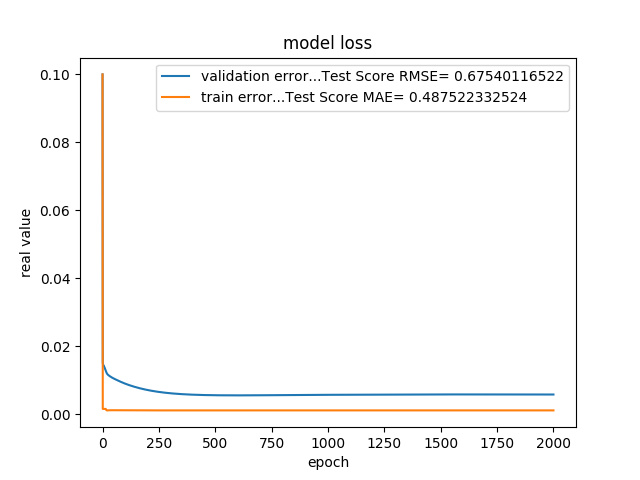 model loss
validation error...Test Score RMSE= 0.67540116522
train error...Test Score MAE= 0.487522332524
0.10
0.08
0.06
0.04
0.02
0.00
real value
0 250 500 750 1000 1250 1500 1750 2000
epoch